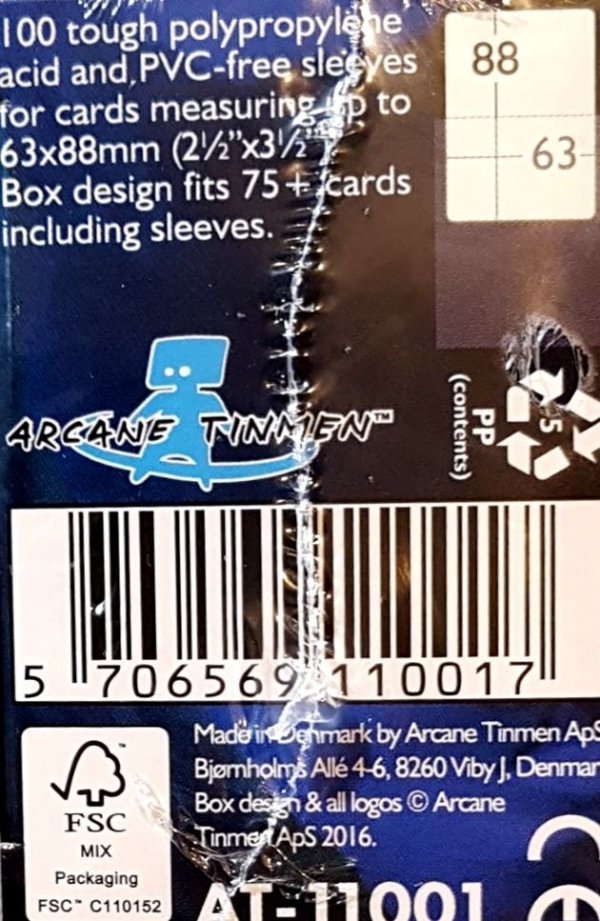 100 tough polypropylene
acid and PVC-free sleeves
for cards measuring up to
63x88mm (2½"x3½")
Box design fits 75+ cards
including sleeves.
88
63
ARCANE TINMEN™
5
PP
(contents)
5 706569 110017
Made in Denmark by Arcane Tinmen ApS
Bjørnholms Allé 4-6, 8260 Viby J, Denmar
Box design & all logos © Arcane
Tinmen ApS 2016.
FSC™
MIX
Packaging
FSC™ C110152
AT-11001
CE